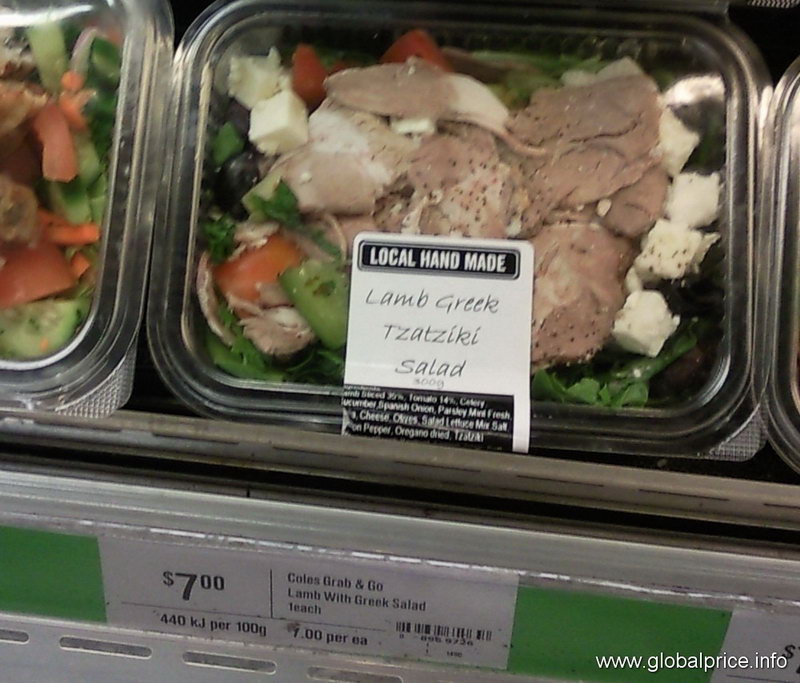 LOCAL HAND MADE
Lamb Greek
Tzatziki
Salad
300g
Sliced 35%, Tomato 14%, Celery
Spanish Onion, Parsley Mint Fresh
Cheese, Olives, Salad Lettuce Mix Salt
Pepper, Oregano dried, Tzatziki
$7.00
440 kJ per 100g
Coles Grab & Go
Lamb With Greek Salad
1each
7.00 per ea
www.globalprice.info